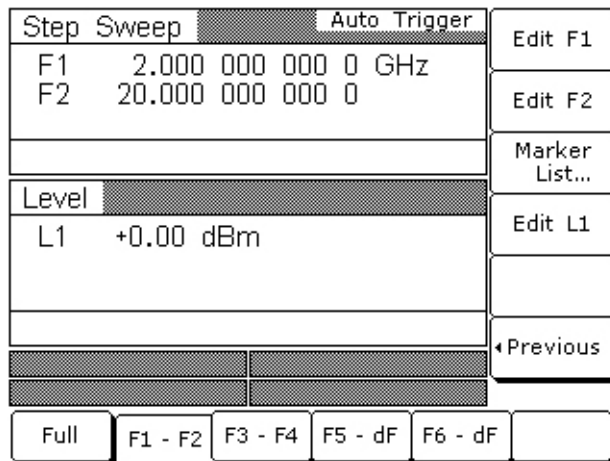 Step Sweep
Auto Trigger
F1 2.000 000 000 0 GHz
F2 20.000 000 000 0
Level
L1 +0.00 dBm
Edit F1
Edit F2
Marker
List...
Edit L1
Previous
Full
F1 - F2
F3 - F4
F5 - dF
F6 - dF